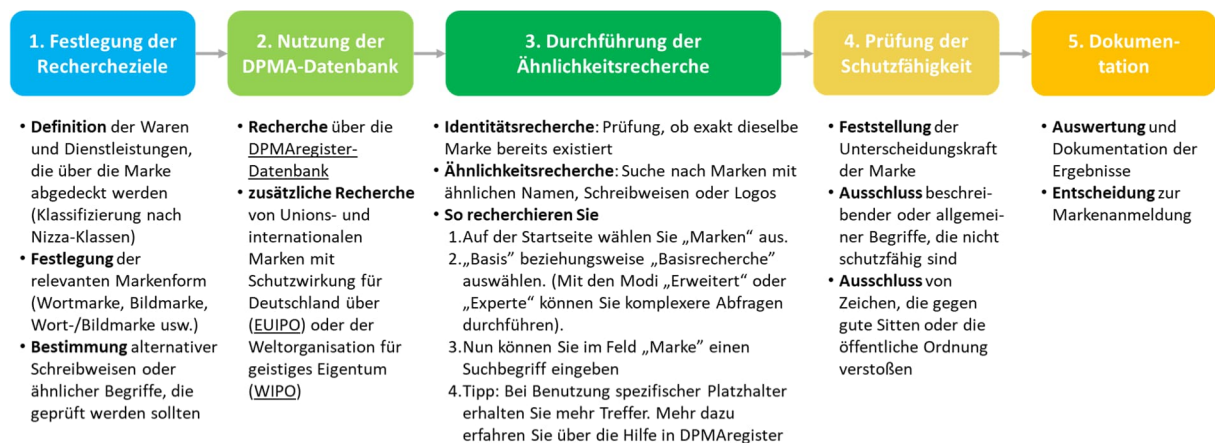 1. Festlegung der
Rechercheziele
2. Nutzung der
DPMA-Datenbank
3. Durchführung der
Ähnlichkeitsrecherche
4. Prüfung der
Schutzfähigkeit
5. Dokumen-
tation
• Definition der Waren
und Dienstleistungen,
die über die Marke
abgedeckt werden
(Klassifizierung nach
Nizza-Klassen)
• Festlegung der
relevanten Markenform
(Wortmarke, Bildmarke,
Wort-/Bildmarke usw.)
• Bestimmung alternativer
Schreibweisen oder
ähnlicher Begriffe, die
geprüft werden sollten
• Recherche über die
DPMAregister-
Datenbank
• zusätzliche Recherche
von Unions- und
internationalen
Marken mit
Schutzwirkung für
Deutschland über
(EUIPO) oder der
Weltorganisation für
geistiges Eigentum
(WIPO)
• Identitätsrecherche: Prüfung, ob exakt dieselbe
Marke bereits existiert
• Ähnlichkeitsrecherche: Suche nach Marken mit
ähnlichen Namen, Schreibweisen oder Logos
• So recherchieren Sie
1.Auf der Startseite wählen Sie „Marken“ aus.
2.„Basis” beziehungsweise „Basisrecherche”
auswählen. (Mit den Modi „Erweitert“ oder
„Experte“ können Sie komplexere Abfragen
durchführen).
3.Nun können Sie im Feld „Marke” einen
Suchbegriff eingeben
4.Tipp: Bei Benutzung spezifischer Platzhalter
erhalten Sie mehr Treffer. Mehr dazu
erfahren Sie über die Hilfe in DPMAregister
• Feststellung der
Unterscheidungskraft
der Marke
• Ausschluss beschrei-
bender oder allgemei-
ner Begriffe, die nicht
schutzfähig sind
• Ausschluss von
Zeichen, die gegen
gute Sitten oder die
öffentliche Ordnung
verstoßen
• Auswertung und
Dokumentation der
Ergebnisse
• Entscheidung zur
Markenanmeldung